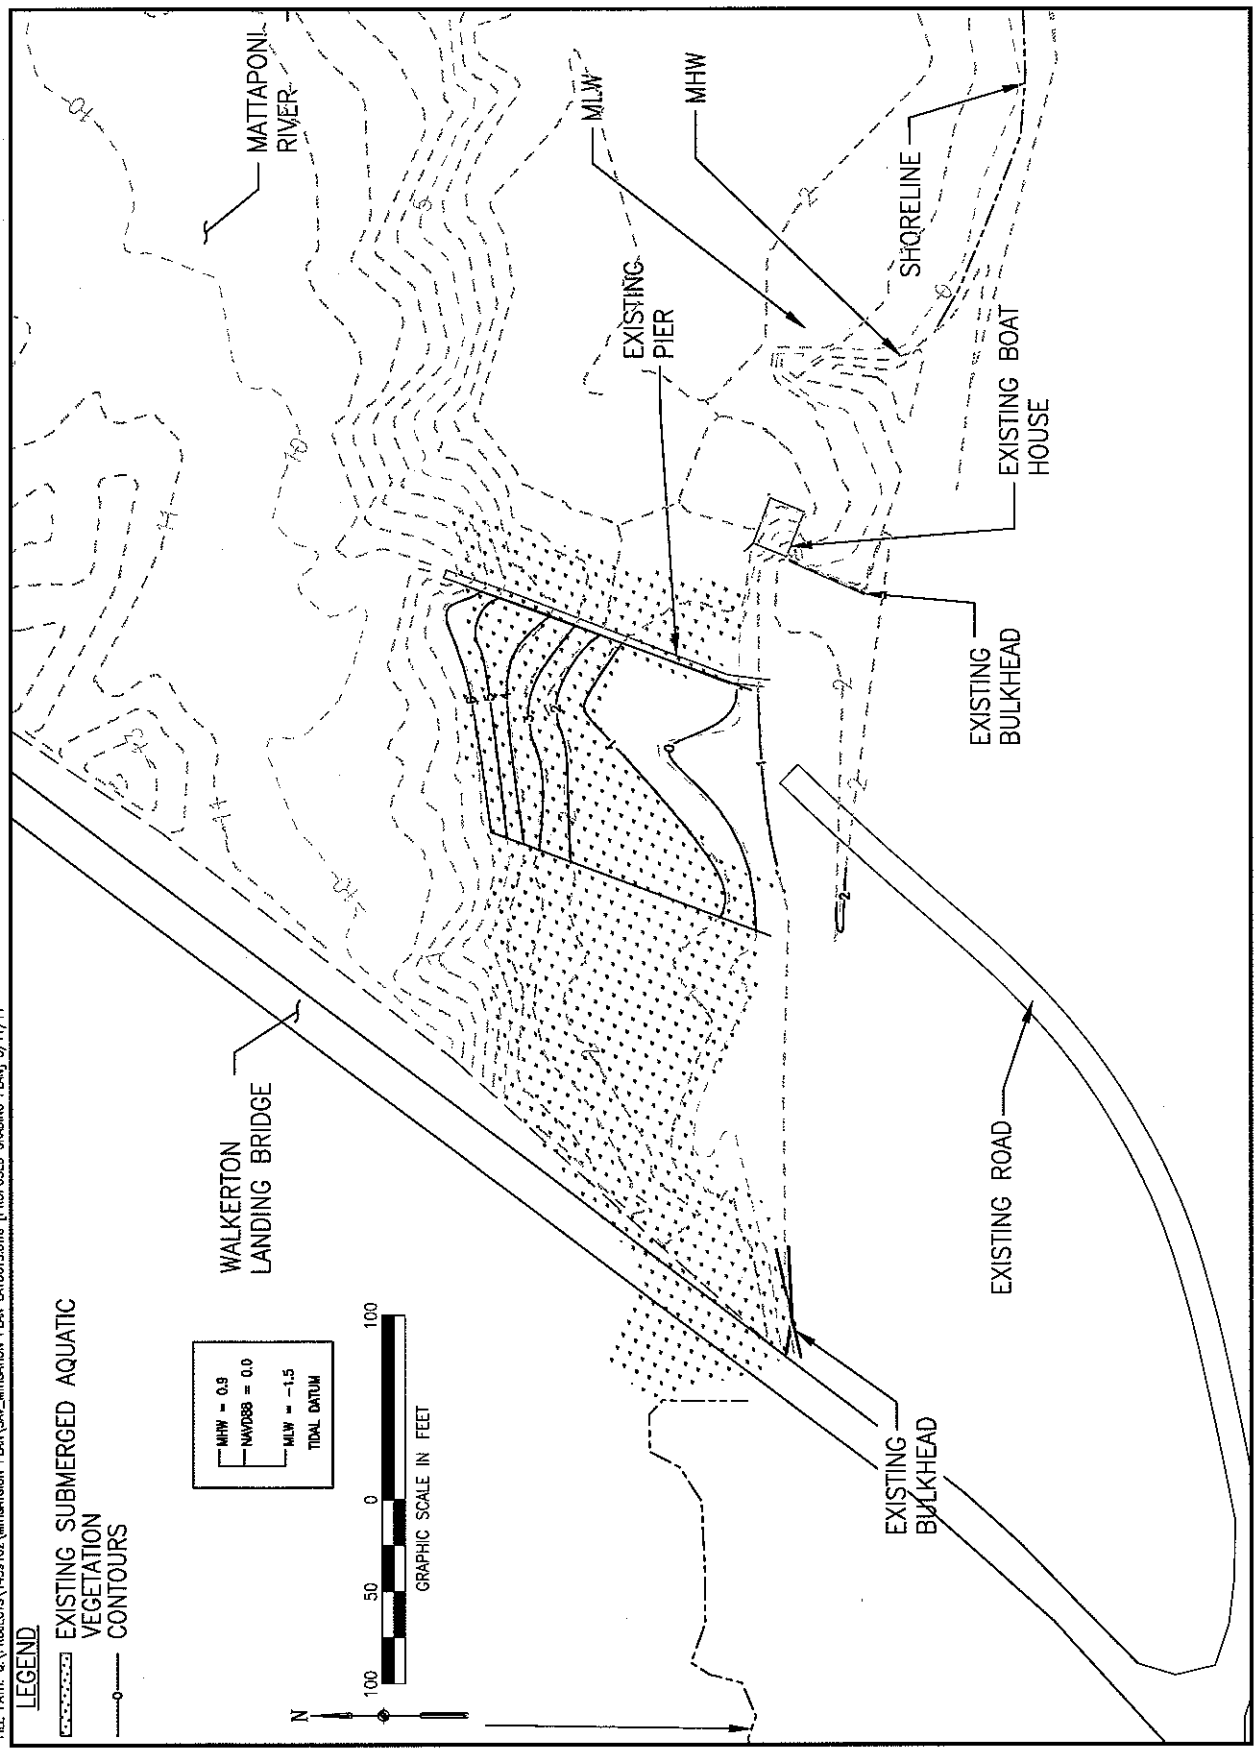 LEGEND
EXISTING SUBMERGED AQUATIC
VEGETATION
CONTOURS
0
N
MHW = 0.9
NAVD88 = 0.0
MLW = -1.5
TIDAL DATUM
100
50
0
100
GRAPHIC SCALE IN FEET
WALKERTON
LANDING BRIDGE
MATTAPONI
RIVER
MLW
MHW
EXISTING
PIER
SHORELINE
EXISTING BOAT
HOUSE
EXISTING
BULKHEAD
EXISTING ROAD
EXISTING
BULKHEAD